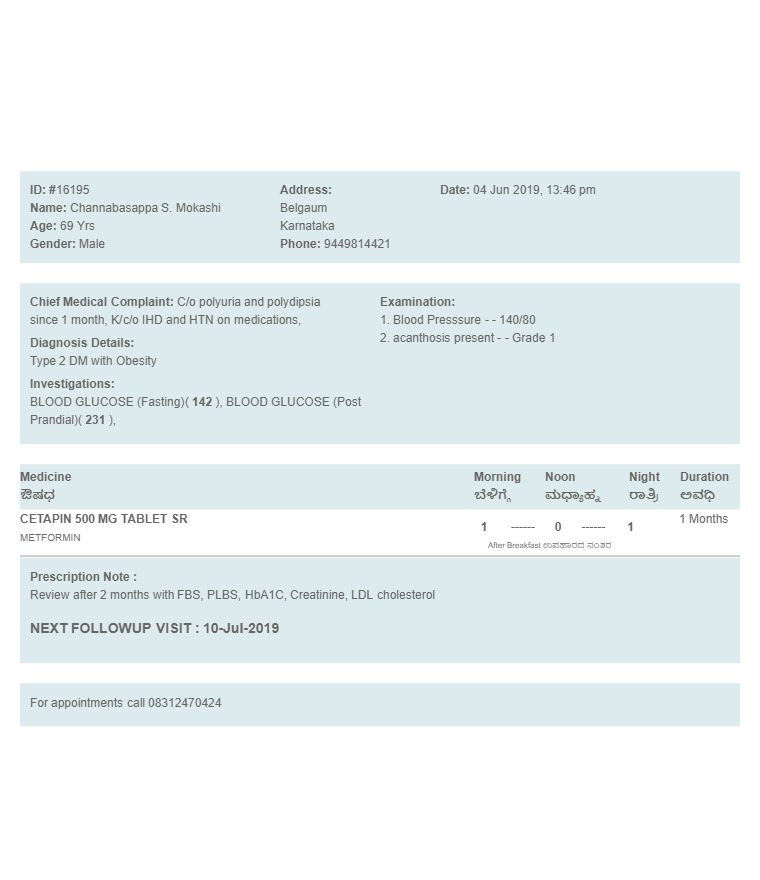 ID: #16195
Name: Channabasappa S. Mokashi
Age: 69 Yrs
Gender: Male
Address:
Belgaum
Karnataka
Phone: 9449814421
Date: 04 Jun 2019, 13:46 pm
Chief Medical Complaint: C/o polyuria and polydipsia
since 1 month, K/c/o IHD and HTN on medications,
Diagnosis Details:
Type 2 DM with Obesity
Investigations:
BLOOD GLUCOSE (Fasting)( 142 ), BLOOD GLUCOSE (Post
Prandial)( 231 ),
Examination:
1. Blood Presssure - - 140/80
2. acanthosis present - - Grade 1
Medicine Morning Noon Night Duration
ಔಷಧ ಬೆಳಿಗ್ಗೆ ಮಧ್ಯಾಹ್ನ ರಾತ್ರಿ ಅವಧಿ
CETAPIN 500 MG TABLET SR 1 ------ 0 ------ 1 1 Months
METFORMIN
After Breakfast ಉಪಹಾರದ ನಂತರ
Prescription Note :
Review after 2 months with FBS, PLBS, HbA1C, Creatinine, LDL cholesterol
NEXT FOLLOWUP VISIT : 10-Jul-2019
For appointments call 08312470424